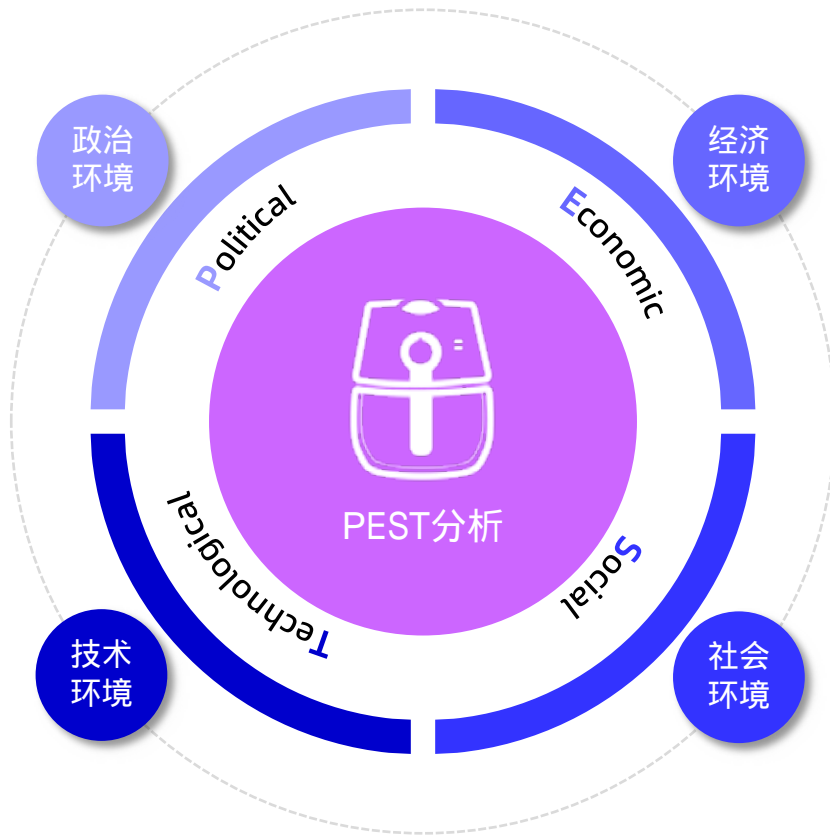 政治
环境
经济
环境
Political
Economic
PEST分析
Technological
Social
技术
环境
社会
环境